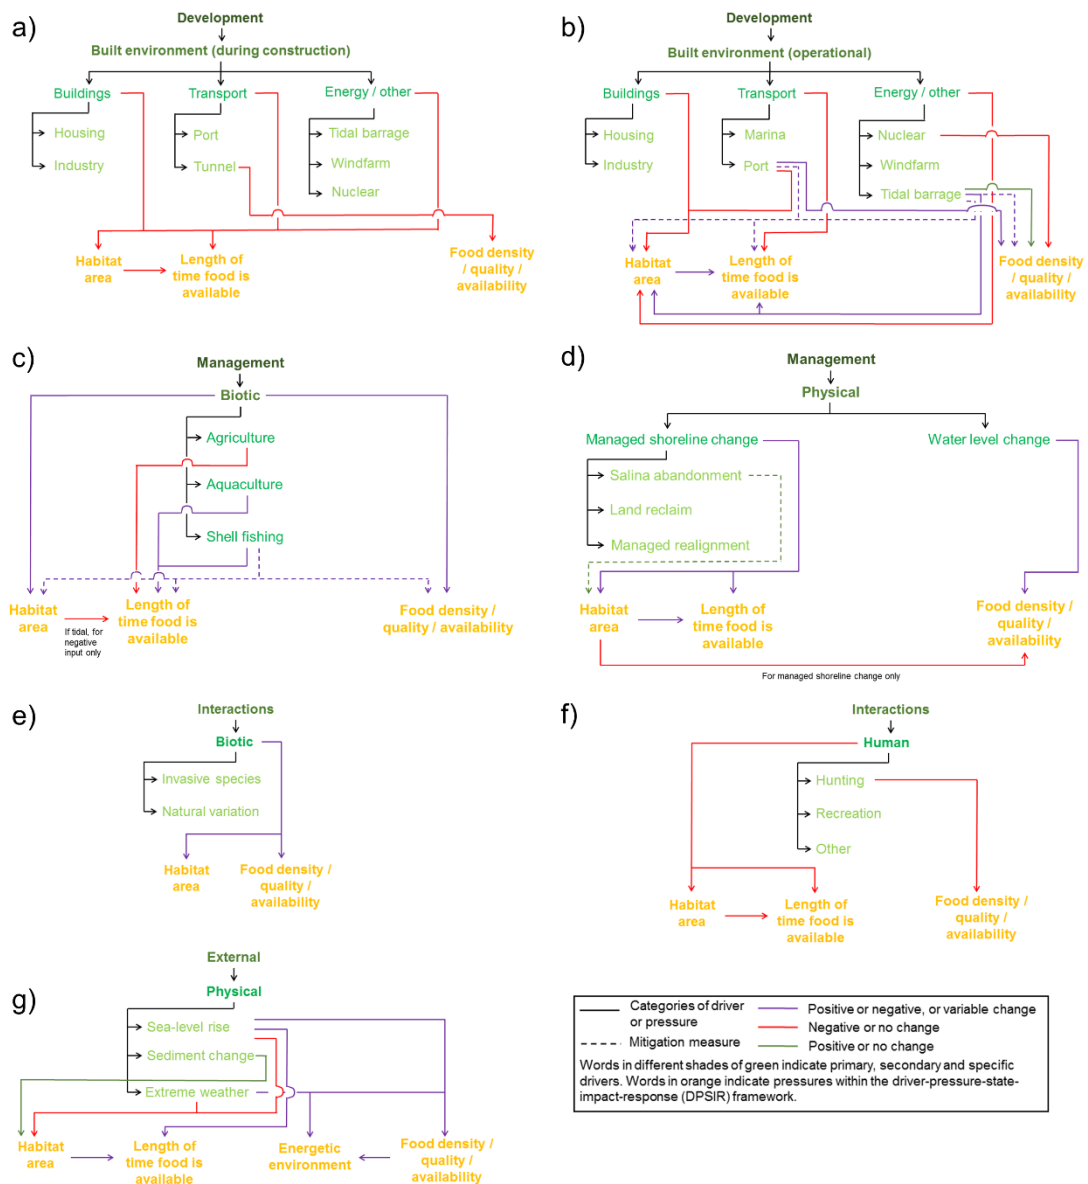 a)
Development
Built environment (during construction)
Buildings
Transport
Energy / other
Housing
Port
Tidal barrage
Industry
Tunnel
Windfarm
Nuclear
Habitat
area
Length of
time food is
available
Food density
/ quality /
availability
b)
Development
Built environment (operational)
Buildings
Transport
Energy / other
Housing
Marina
Nuclear
Industry
Port
Windfarm
Tidal barrage
Habitat
area
Length of
time food is
available
Food density
/ quality /
availability
c)
Management
Biotic
Agriculture
Aquaculture
Shell fishing
Habitat
area
If tidal, for
negative
input only
Length of
time food is
available
Food density /
quality / availability
d)
Management
Physical
Managed shoreline change
Water level change
Salina abandonment
Land reclaim
Managed realignment
Habitat
area
Length of
time food is
available
Food density /
quality /
availability
For managed shoreline change only
e)
Interactions
Biotic
Invasive species
Natural variation
Habitat
area
Food density /
quality /
availability
f)
Interactions
Human
Hunting
Recreation
Other
Habitat
area
Length of
time food is
available
Food density /
quality /
availability
g)
External
Physical
Sea-level rise
Sediment change
Extreme weather
Habitat
area
Length of
time food is
available
Energetic
environment
Food density /
quality /
availability
Categories of driver
or pressure
Mitigation measure
Positive or negative, or variable change
Negative or no change
Positive or no change
Words in different shades of green indicate primary, secondary and specific
drivers. Words in orange indicate pressures within the driver-pressure-state-
impact-response (DPSIR) framework.